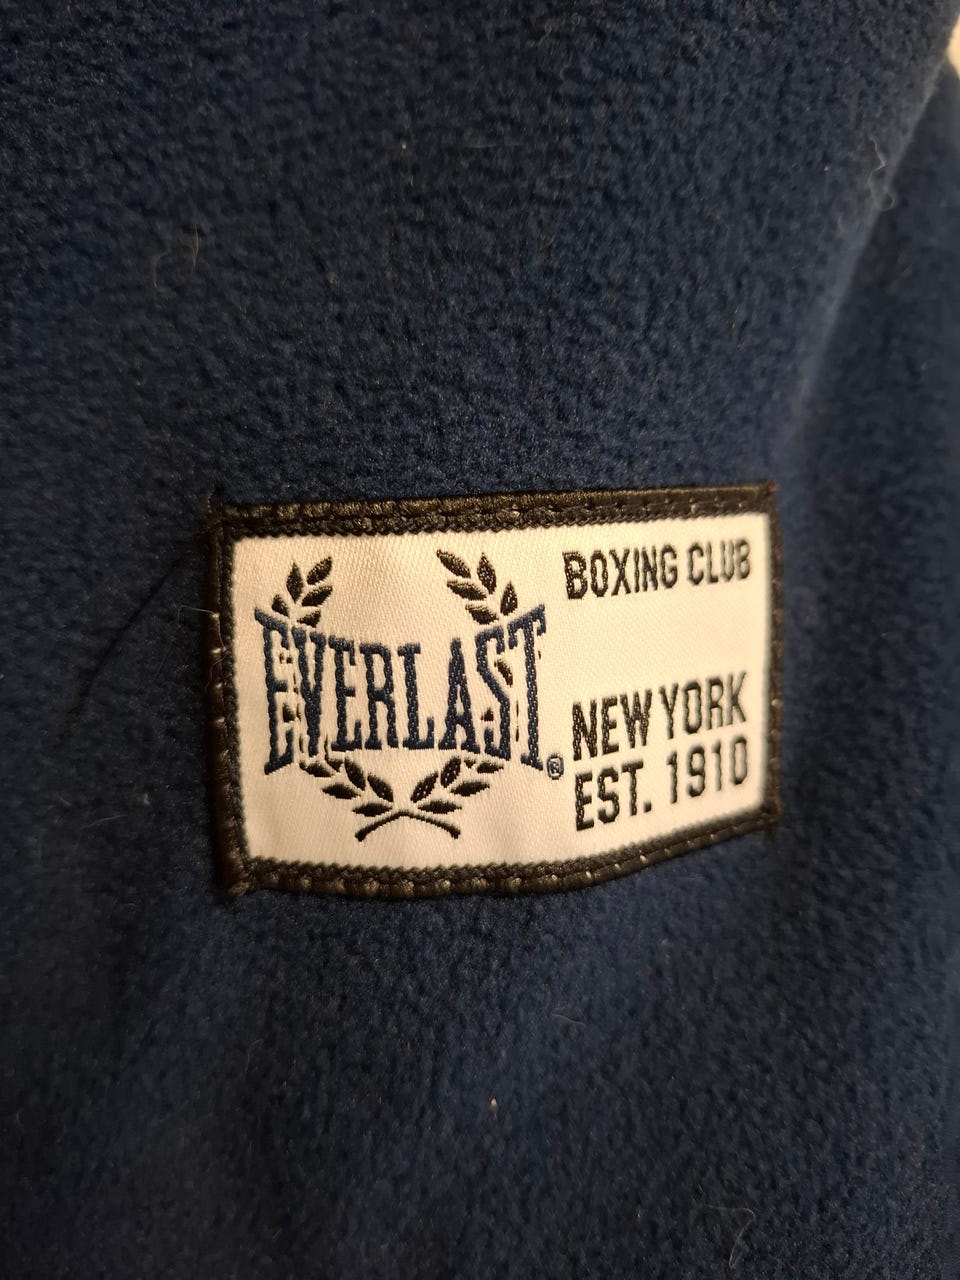 EVERLAST®
BOXING CLUB
NEW YORK
EST. 1910